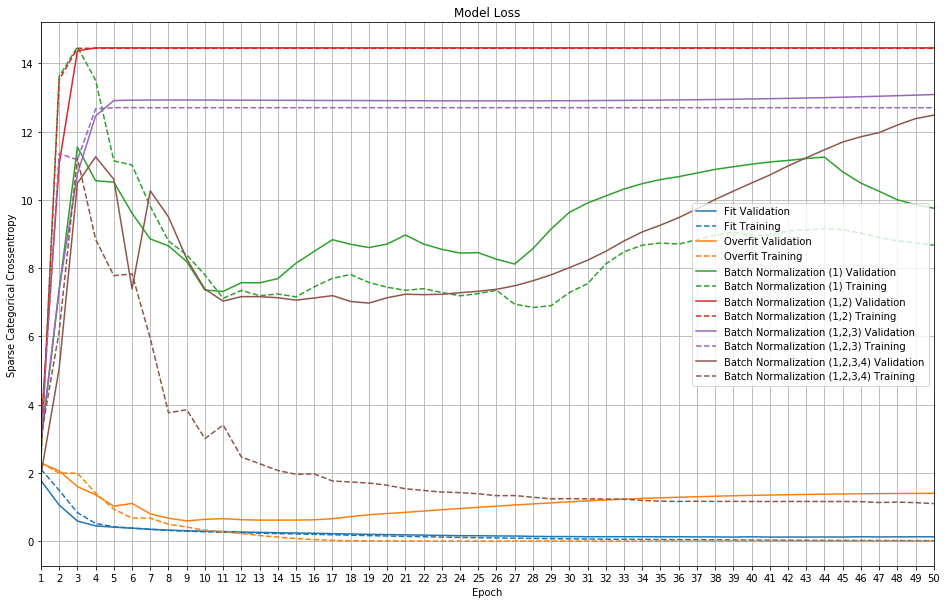 Model Loss
Sparse Categorical Crossentropy
14
12
10
8
6
4
2
0
Fit Validation
Fit Training
Overfit Validation
Overfit Training
Batch Normalization (1) Validation
Batch Normalization (1) Training
Batch Normalization (1,2) Validation
Batch Normalization (1,2) Training
Batch Normalization (1,2,3) Validation
Batch Normalization (1,2,3) Training
Batch Normalization (1,2,3,4) Validation
Batch Normalization (1,2,3,4) Training
1 2 3 4 5 6 7 8 9 10 11 12 13 14 15 16 17 18 19 20 21 22 23 24 25 26 27 28 29 30 31 32 33 34 35 36 37 38 39 40 41 42 43 44 45 46 47 48 49 50
Epoch